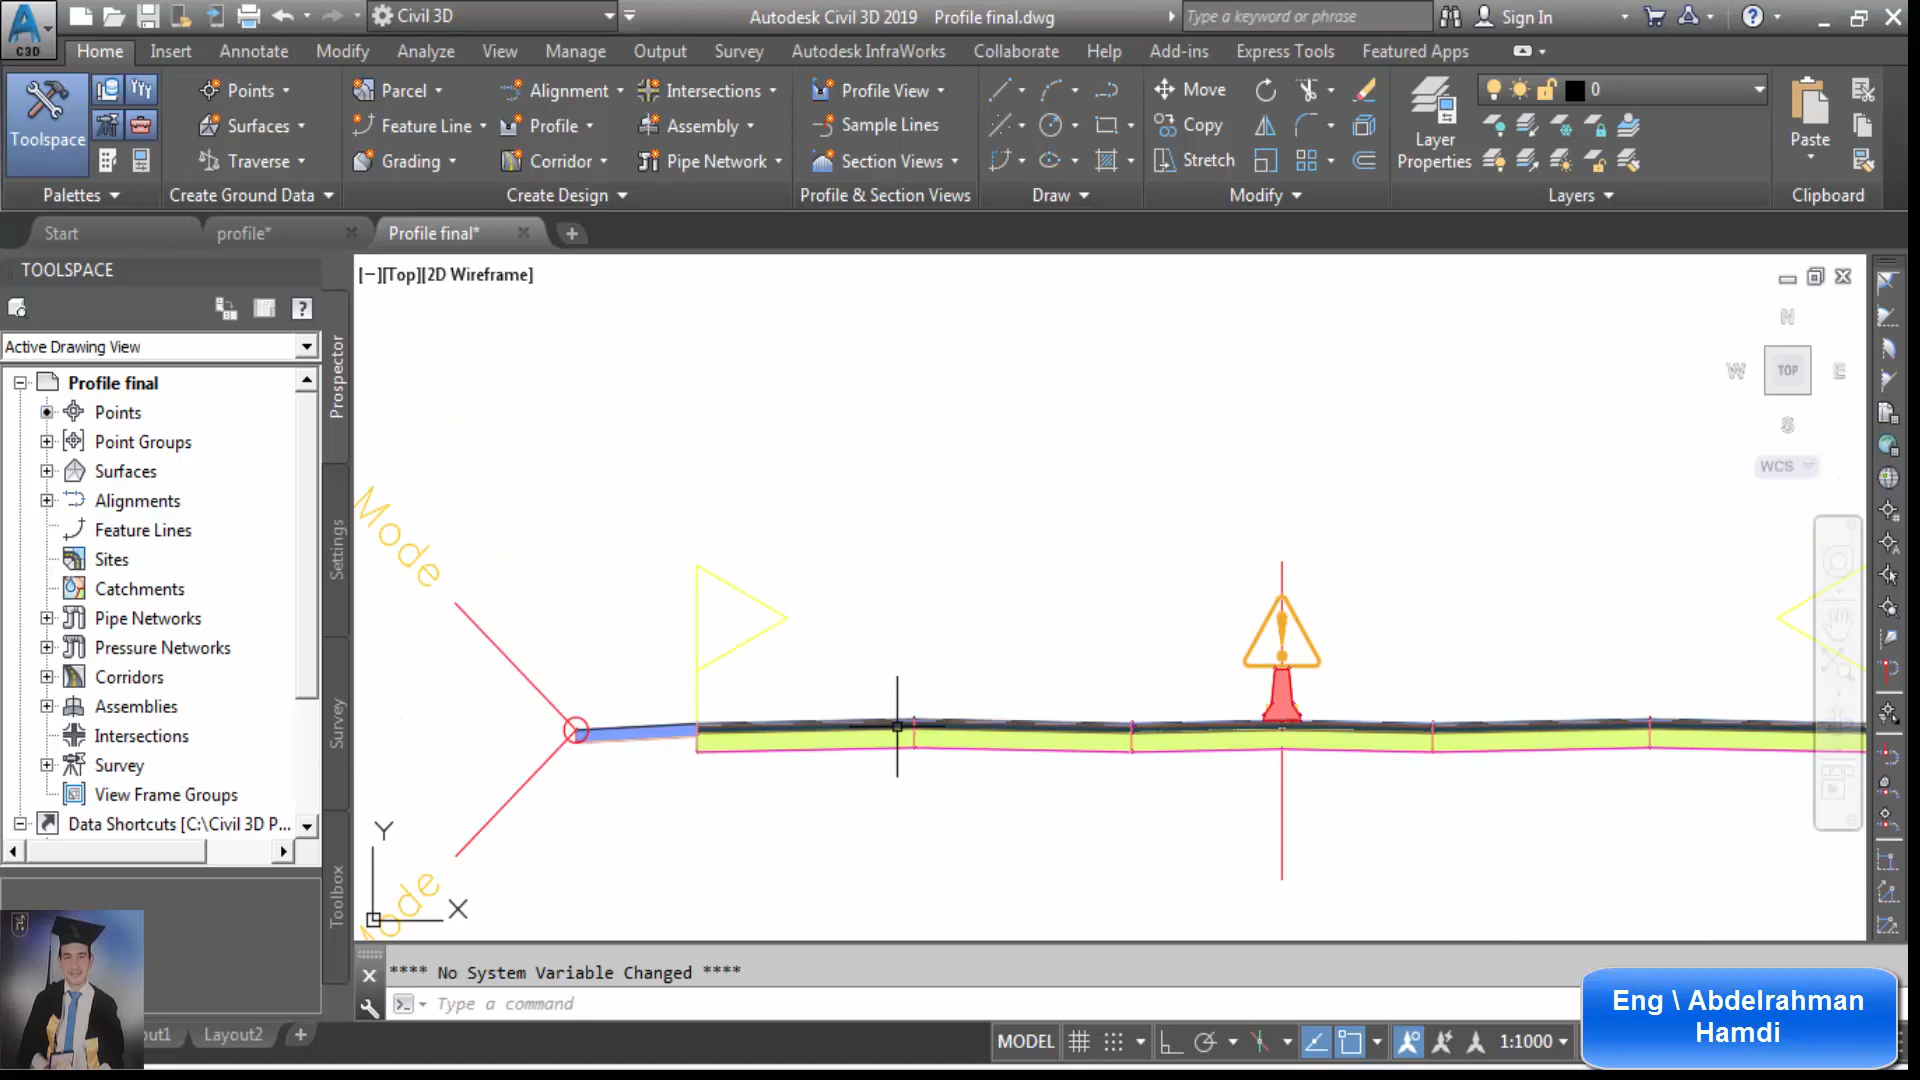 C3D
Civil 3D
Autodesk Civil 3D 2019 Profile final.dwg
Type a keyword or phrase
Sign In
Home Insert Annotate Modify Analyze View Manage Output Survey Autodesk InfraWorks Collaborate Help Add-ins Express Tools Featured Apps
Toolspace
Palettes
Points
Surfaces
Traverse
Create Ground Data
Parcel
Feature Line
Grading
Alignment
Profile
Corridor
Create Design
Intersections
Assembly
Pipe Network
Profile View
Sample Lines
Section Views
Profile & Section Views
Draw
Move
Copy
Stretch
Modify
Layer
Properties
0
Layers
Paste
Clipboard
Start
profile*
Profile final*
TOOLSPACE
Active Drawing View
Profile final
Points
Point Groups
Surfaces
Alignments
Feature Lines
Sites
Catchments
Pipe Networks
Pressure Networks
Corridors
Assemblies
Intersections
Survey
View Frame Groups
Data Shortcuts [C:\Civil 3D P...
Prospector
Settings
Survey
Toolbox
[−][Top][2D Wireframe]
N
W
TOP
E
S
WCS
Mode
Mode
Y
X
**** No System Variable Changed ****
Type a command
out1
Layout2
MODEL
1:1000
Eng \ Abdelrahman
Hamdi